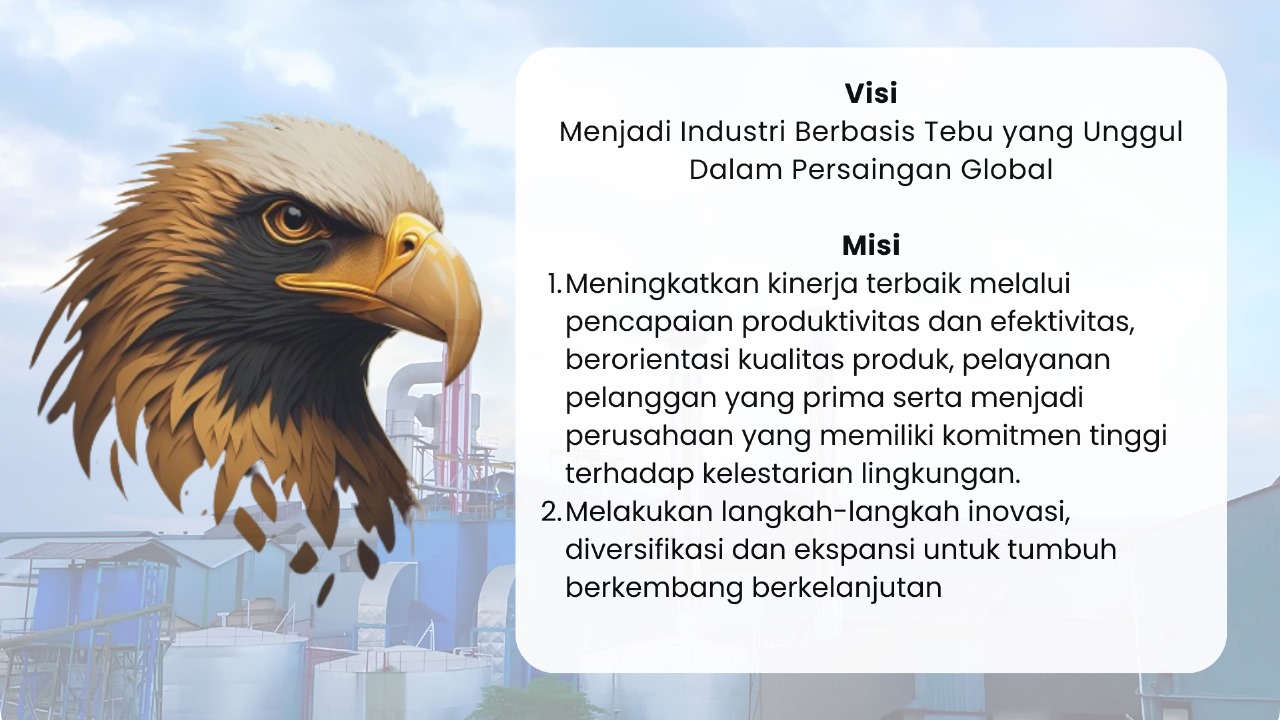 Visi
Menjadi Industri Berbasis Tebu yang Unggul
Dalam Persaingan Global
Misi
1. Meningkatkan kinerja terbaik melalui
pencapaian produktivitas dan efektivitas,
berorientasi kualitas produk, pelayanan
pelanggan yang prima serta menjadi
perusahaan yang memiliki komitmen tinggi
terhadap kelestarian lingkungan.
2. Melakukan langkah-langkah inovasi,
diversifikasi dan ekspansi untuk tumbuh
berkembang berkelanjutan